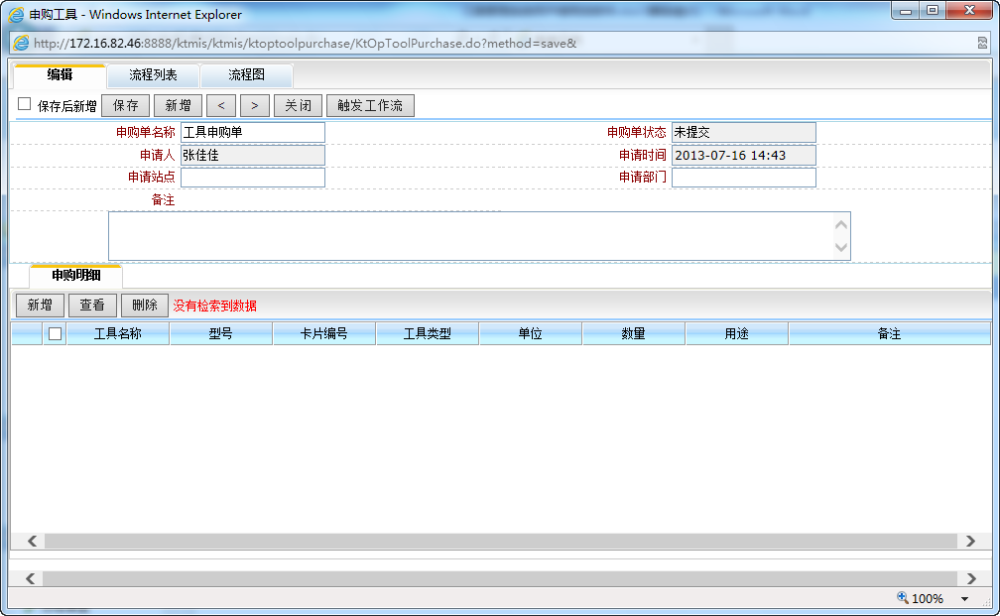 申购工具 - Windows Internet Explorer
http://172.16.82.46:8888/ktmis/ktmis/ktoptoolpurchase/KtOpToolPurchase.do?method=save&
编辑 流程列表 流程图
保存后新增 保存 新增 < > 关闭 触发工作流
申购单名称 工具申购单 申购单状态 未提交
申请人 张佳佳 申请时间 2013-07-16 14:43
申请站点 申请部门
备注
申购明细
新增 查看 删除 没有检索到数据
工具名称 型号 卡片编号 工具类型 单位 数量 用途 备注
100%